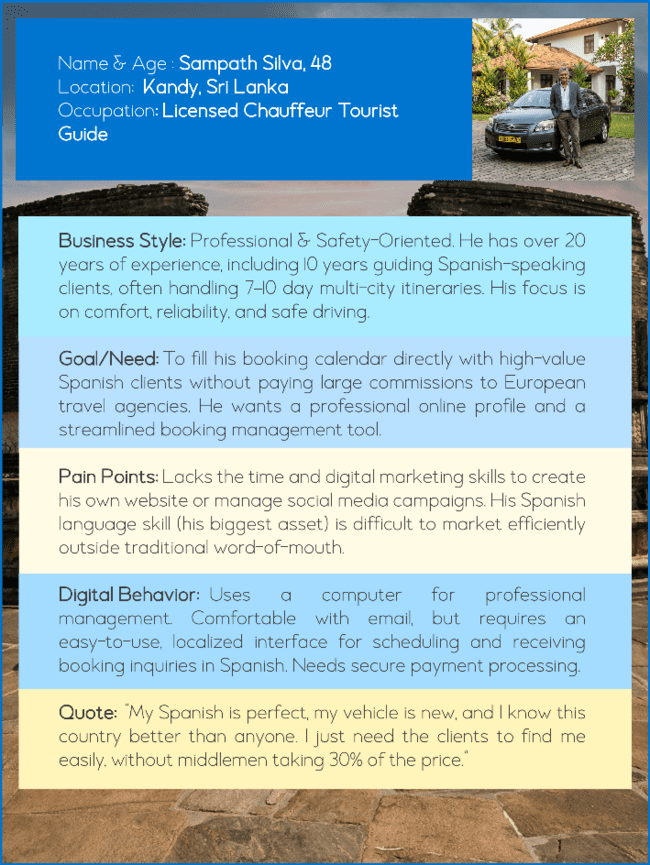 Name & Age : Sampath Silva, 48
Location: Kandy, Sri Lanka
Occupation: Licensed Chauffeur Tourist
Guide
Business Style: Professional & Safety-Oriented. He has over 20
years of experience, including 10 years guiding Spanish-speaking
clients, often handling 7-10 day multi-city itineraries. His focus is
on comfort, reliability, and safe driving.
Goal/Need: To fill his booking calendar directly with high-value
Spanish clients without paying large commissions to European
travel agencies. He wants a professional online profile and a
streamlined booking management tool.
Pain Points: Lacks the time and digital marketing skills to create
his own website or manage social media campaigns. His Spanish
language skill (his biggest asset) is difficult to market efficiently
outside traditional word-of-mouth.
Digital Behavior: Uses a computer for professional
management. Comfortable with email, but requires an
easy-to-use, localized interface for scheduling and receiving
booking inquiries in Spanish. Needs secure payment processing.
Quote: "My Spanish is perfect, my vehicle is new, and I know this
country better than anyone. I just need the clients to find me
easily, without middlemen taking 30% of the price."